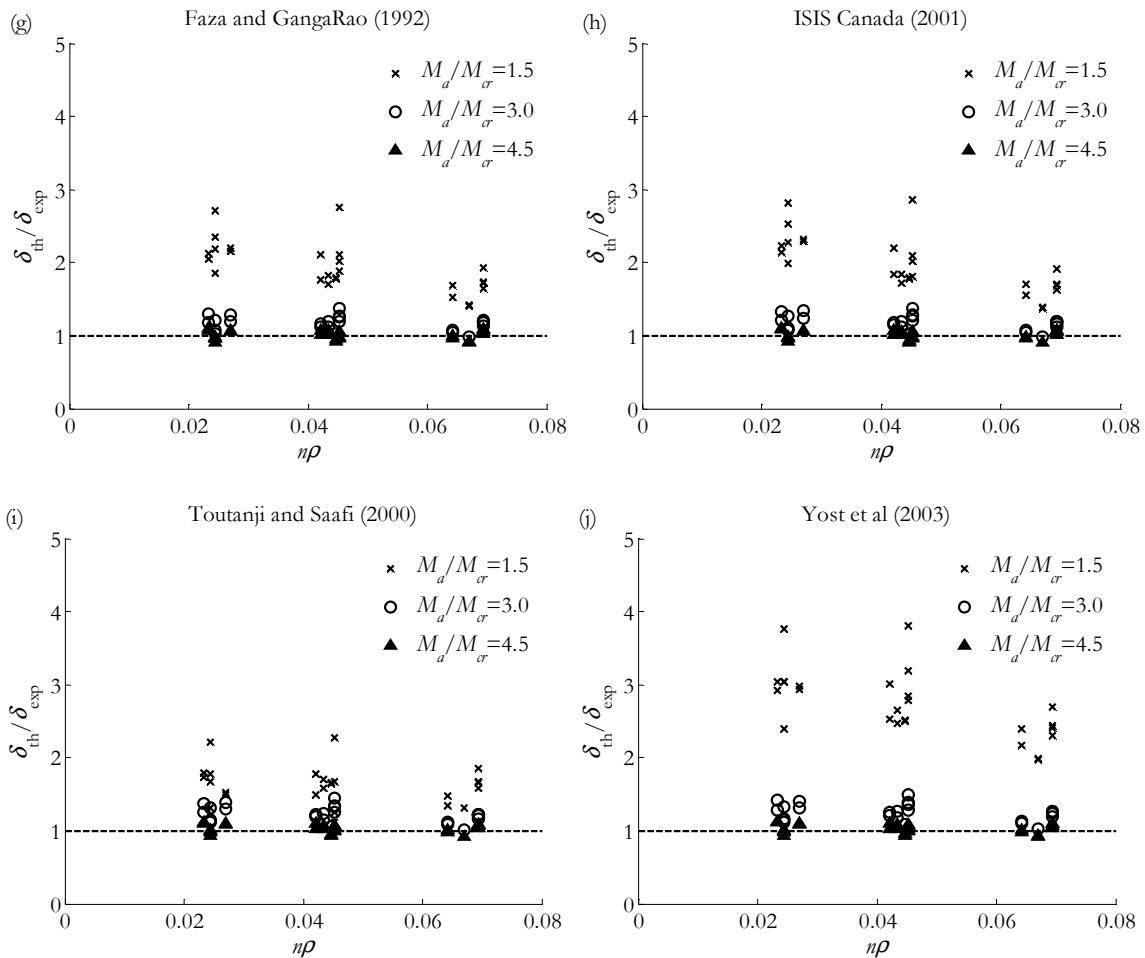 (g) Faza and GangaRao (1992)
5
4
3
2
1
0
δth/δexp
× Ma/Mcr=1.5
○ Ma/Mcr=3.0
▲ Ma/Mcr=4.5
0 0.02 0.04 0.06 0.08
nρ
(h) ISIS Canada (2001)
5
4
3
2
1
0
δth/δexp
× Ma/Mcr=1.5
○ Ma/Mcr=3.0
▲ Ma/Mcr=4.5
0 0.02 0.04 0.06 0.08
nρ
(i) Toutanji and Saafi (2000)
5
4
3
2
1
0
δth/δexp
× Ma/Mcr=1.5
○ Ma/Mcr=3.0
▲ Ma/Mcr=4.5
0 0.02 0.04 0.06 0.08
nρ
(j) Yost et al (2003)
5
4
3
2
1
0
δth/δexp
× Ma/Mcr=1.5
○ Ma/Mcr=3.0
▲ Ma/Mcr=4.5
0 0.02 0.04 0.06 0.08
nρ